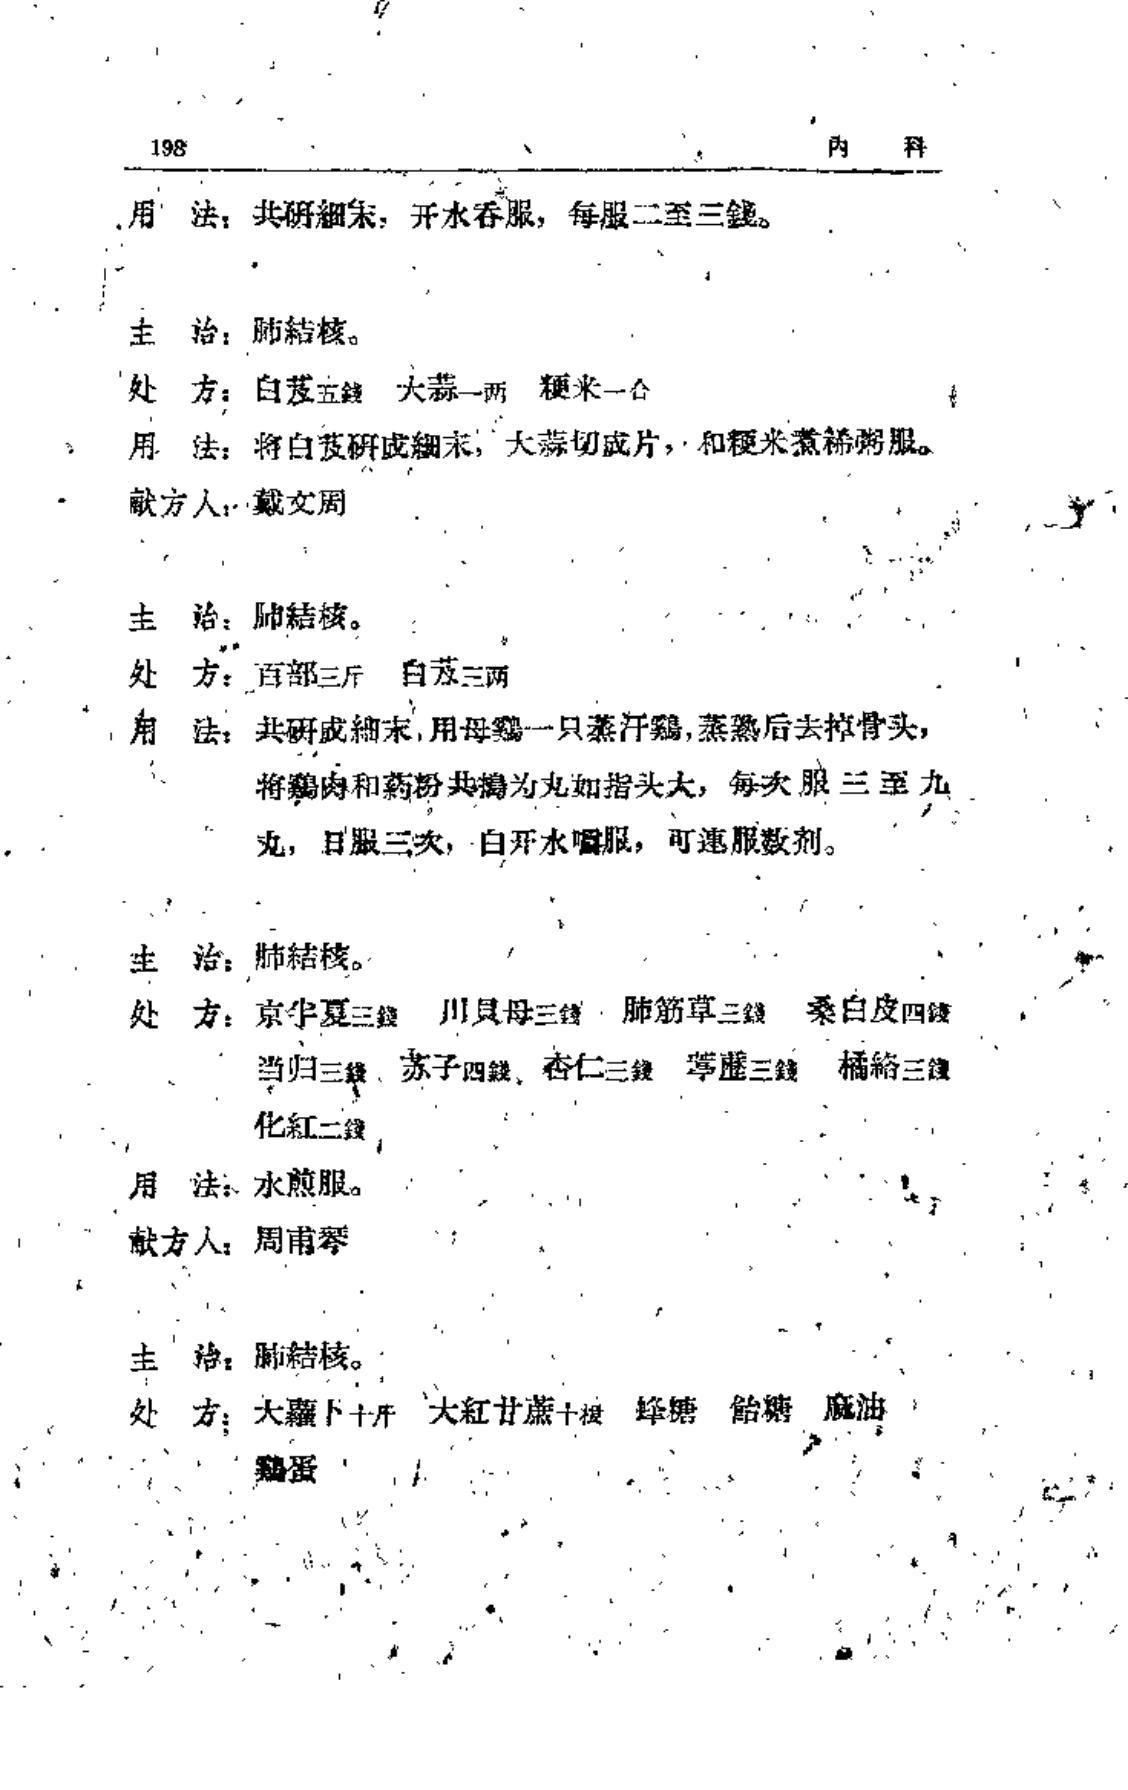 198 内 科
用 法：共研細末，开水吞服，每服二至三錢。
主 治：肺結核。
处 方：白芨五錢 大蒜一两 粳米一合
用 法：将白芨研成細末，大蒜切成片，和粳米煮稀粥服。
献方人：戴文周
主 治：肺結核。
处 方：百部三斤 白芨三两
用 法：共研成細末，用母鷄一只蒸汗鷄，蒸熟后去掉骨头，
将鷄肉和药粉共搗为丸如指头大，每次服三至九
丸，日服三次，白开水嚼服，可連服数剂。
主 治：肺結核。
处 方：京半夏三錢 川貝母三錢 肺筋草三錢 桑白皮四錢
当归三錢 苏子四錢 杏仁三錢 葶藶三錢 橘絡三錢
化紅二錢
用 法：水煎服。
献方人：周甫琴
主 治：肺結核。
处 方：大蘿卜十斤 大紅甘蔗十根 蜂糖 飴糖 麻油
鷄蛋